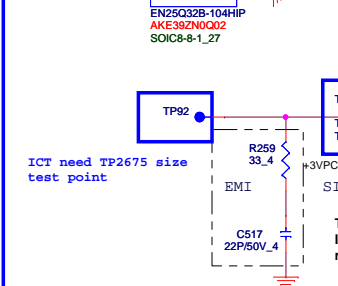 EN25Q32B-104HIP
AKE39ZN0Q02
SOIC8-8-1_27
TP92
R259
33_4
+3VPC
ICT need TP2675 size
test point
EMI
C517
22P/50V_4